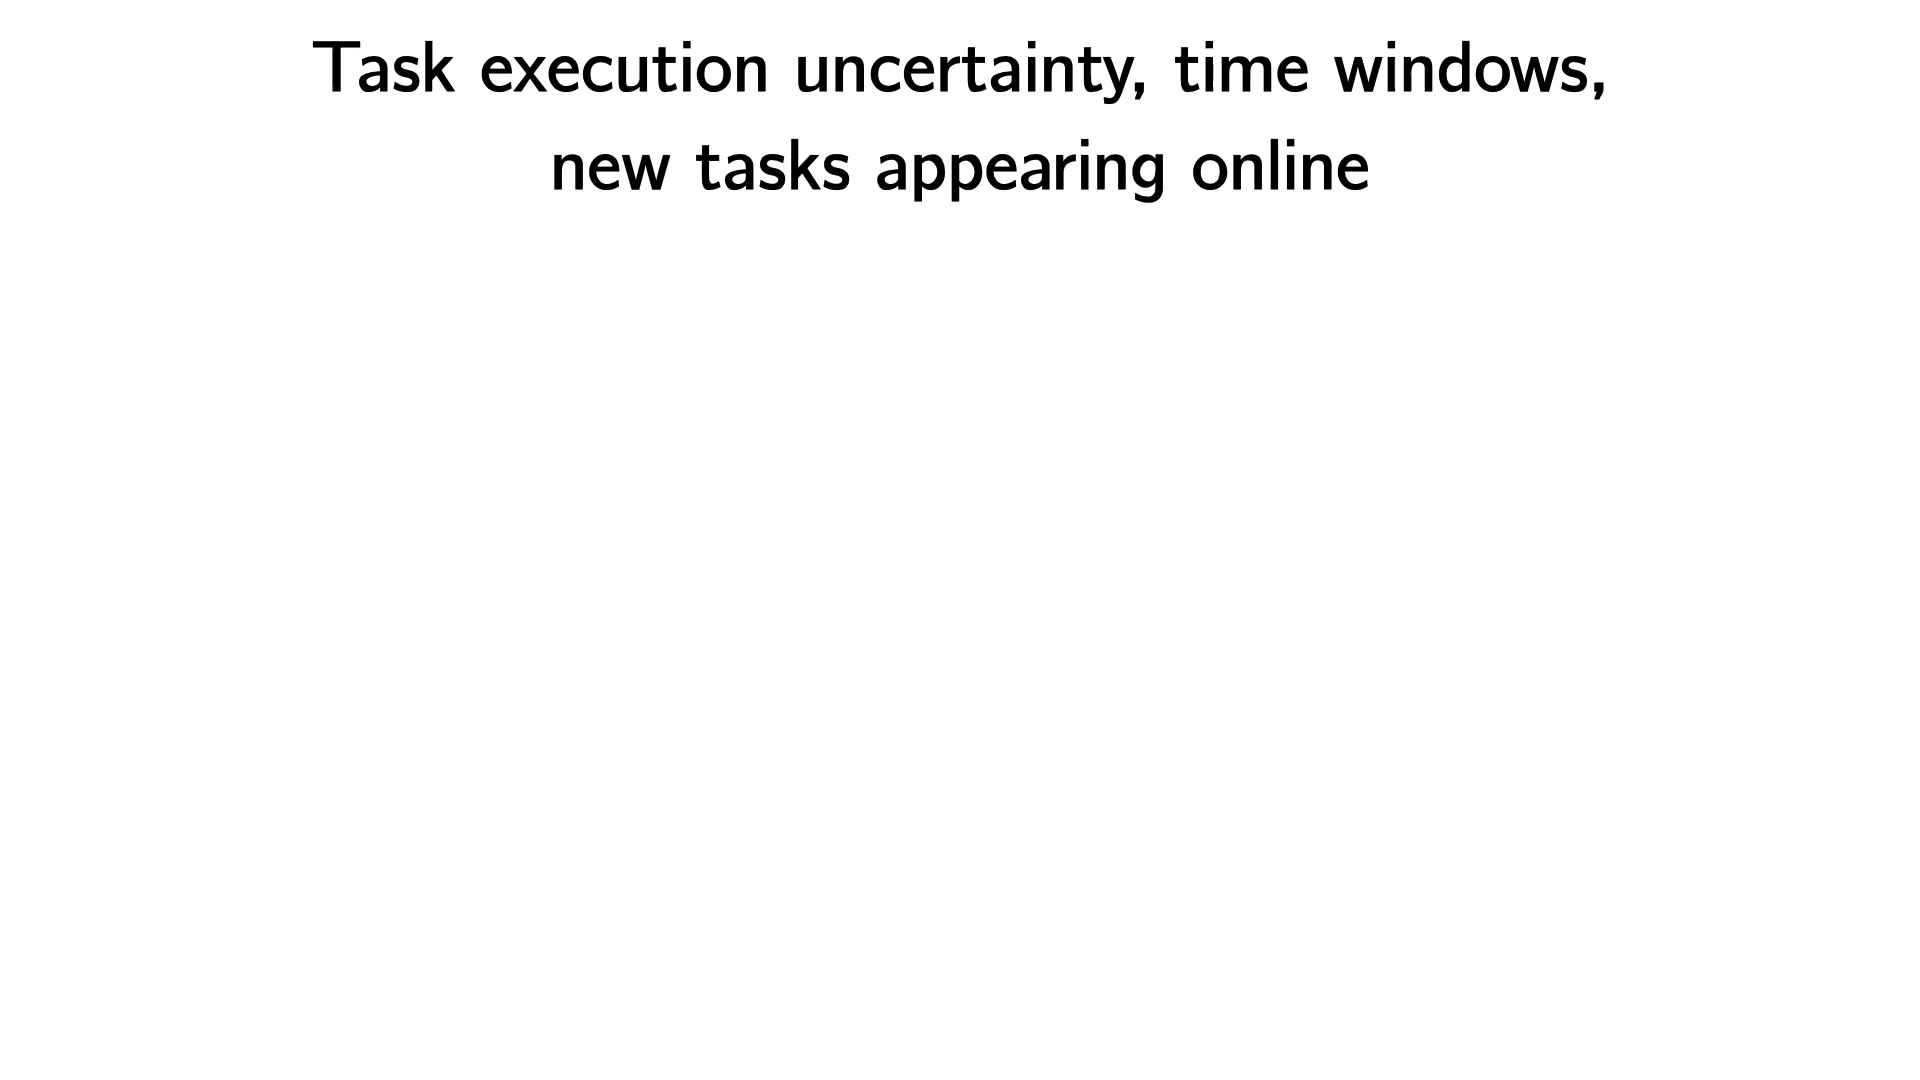 Task execution uncertainty, time windows,
new tasks appearing online